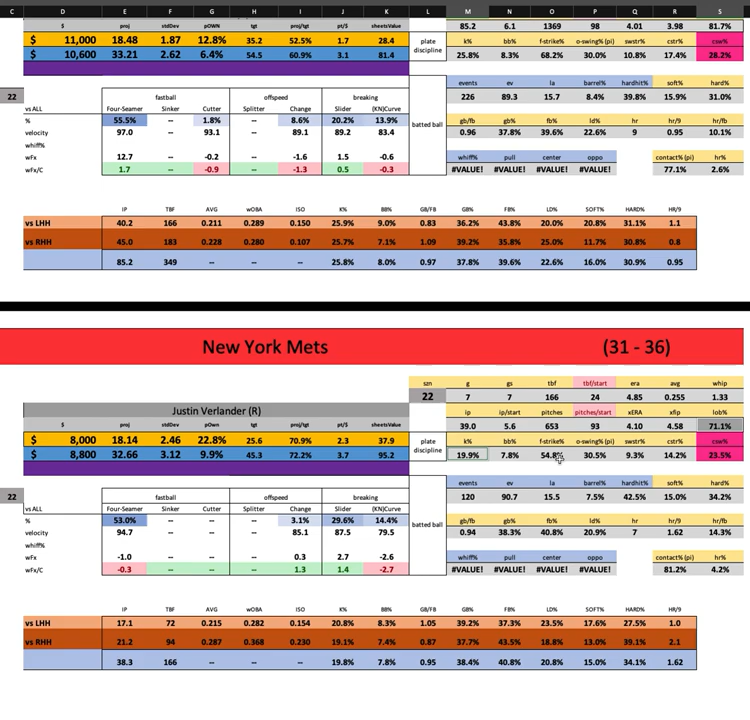 C D E F G H I J K L M N O P Q R S
$ proj stdDev pOWN tgt proj/tgt pt/$ sheetsValue 85.2 6.1 1369 98 4.01 3.98 81.7%
$ 11,000 18.48 1.87 12.8% 35.2 52.5% 1.7 28.4 plate discipline k% bb% f-strike% o-swing% (pi) swstr% cstr% csw%
$ 10,600 33.21 2.62 6.4% 54.5 60.9% 3.1 81.4 25.8% 8.3% 68.2% 30.0% 10.8% 17.4% 28.2%
events ev la barrel% hardhit% soft% hard%
22 fastball offspeed breaking 226 89.3 15.7 8.4% 39.8% 15.9% 31.0%
vs ALL Four-Seamer Sinker Cutter Splitter Change Slider (KN)Curve
% 55.5% -- 1.8% -- 8.6% 20.2% 13.9% batted ball gb/fb gb% fb% ld% hr hr/9 hr/fb
velocity 97.0 -- 93.1 -- 89.1 89.2 83.4 0.96 37.8% 39.6% 22.6% 9 0.95 10.1%
whiff%
wFx 12.7 -- -0.2 -- -1.6 1.5 -0.6 whiff% pull center oppo contact% (pi) hr%
wFx/C 1.7 -- -0.9 -- -1.3 0.5 -0.3 #VALUE! #VALUE! #VALUE! #VALUE! 77.1% 2.6%
IP TBF AVG wOBA ISO K% BB% GB/FB GB% FB% LD% SOFT% HARD% HR/9
vs LHH 40.2 166 0.211 0.289 0.150 25.9% 9.0% 0.83 36.2% 43.8% 20.0% 20.8% 31.1% 1.1
vs RHH 45.0 183 0.228 0.280 0.107 25.7% 7.1% 1.09 39.2% 35.8% 25.0% 11.7% 30.8% 0.8
85.2 349 -- -- -- 25.8% 8.0% 0.97 37.8% 39.6% 22.6% 16.0% 30.9% 0.95
New York Mets (31 - 36)
szn g gs tbf tbf/start era avg whip
22 7 7 166 24 4.85 0.255 1.33
Justin Verlander (R) ip ip/start pitches pitches/start xERA xfip lob%
$ proj stdDev pOwn tgt proj/tgt pt/$ sheetsValue 39.0 5.6 653 93 4.10 4.58 71.1%
$ 8,000 18.14 2.46 22.8% 25.6 70.9% 2.3 37.9 plate discipline k% bb% f-strike% o-swing% (pi) swstr% cstr% csw%
$ 8,800 32.66 3.12 9.9% 45.3 72.2% 3.7 95.2 19.9% 7.8% 54.8% 30.5% 9.3% 14.2% 23.5%
events ev la barrel% hardhit% soft% hard%
22 fastball offspeed breaking 120 90.7 15.5 7.5% 42.5% 15.0% 34.2%
vs ALL Four-Seamer Sinker Cutter Splitter Change Slider (KN)Curve
% 53.0% -- -- -- 3.1% 29.6% 14.4% batted ball gb/fb gb% fb% ld% hr hr/9 hr/fb
velocity 94.7 -- -- -- 85.1 87.5 79.5 0.94 38.3% 40.8% 20.9% 7 1.62 14.3%
whiff%
wFx -1.0 -- -- -- 0.3 2.7 -2.6 whiff% pull center oppo contact% (pi) hr%
wFx/C -0.3 -- -- -- 1.3 1.4 -2.7 #VALUE! #VALUE! #VALUE! #VALUE! 81.2% 4.2%
IP TBF AVG wOBA ISO K% BB% GB/FB GB% FB% LD% SOFT% HARD% HR/9
vs LHH 17.1 72 0.215 0.282 0.154 20.8% 8.3% 1.05 39.2% 37.3% 23.5% 17.6% 27.5% 1.0
vs RHH 21.2 94 0.287 0.368 0.230 19.1% 7.4% 0.87 37.7% 43.5% 18.8% 13.0% 39.1% 2.1
38.3 166 -- -- -- 19.8% 7.8% 0.95 38.4% 40.8% 20.8% 15.0% 34.1% 1.62